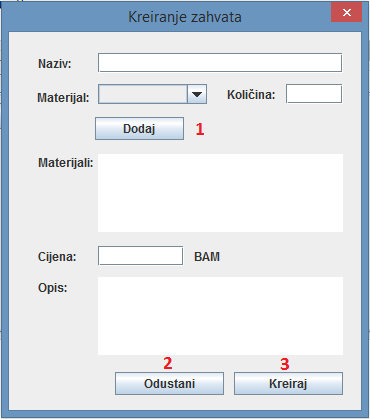 Kreiranje zahvata
Naziv:
Materijal: Količina:
Dodaj 1
Materijali:
Cijena: BAM
Opis:
2 3
Odustani Kreiraj